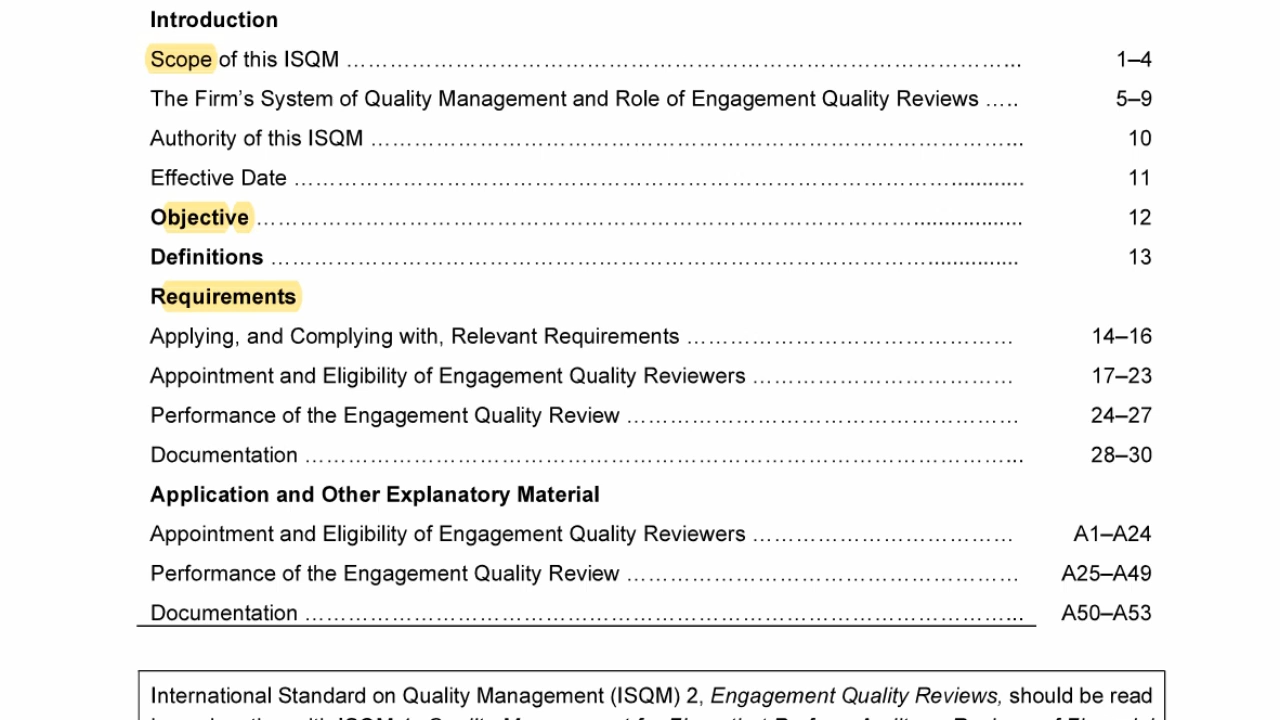 Introduction
Scope of this ISQM ……………………………………………………………………………... 1–4
The Firm’s System of Quality Management and Role of Engagement Quality Reviews ….. 5–9
Authority of this ISQM …………………………………………………………………………... 10
Effective Date ……………………………………………………………………………............ 11
Objective…………………………………………………………………………….................. 12
Definitions ……………………………………………………………………………............... 13
Requirements
Applying, and Complying with, Relevant Requirements ……………………………………… 14–16
Appointment and Eligibility of Engagement Quality Reviewers ……………………………… 17–23
Performance of the Engagement Quality Review ……………………………………………… 24–27
Documentation …………………………………………………………………………………... 28–30
Application and Other Explanatory Material
Appointment and Eligibility of Engagement Quality Reviewers ……………………………… A1–A24
Performance of the Engagement Quality Review ……………………………………………… A25–A49
Documentation …………………………………………………………………………………... A50–A53
International Standard on Quality Management (ISQM) 2, Engagement Quality Reviews, should be read